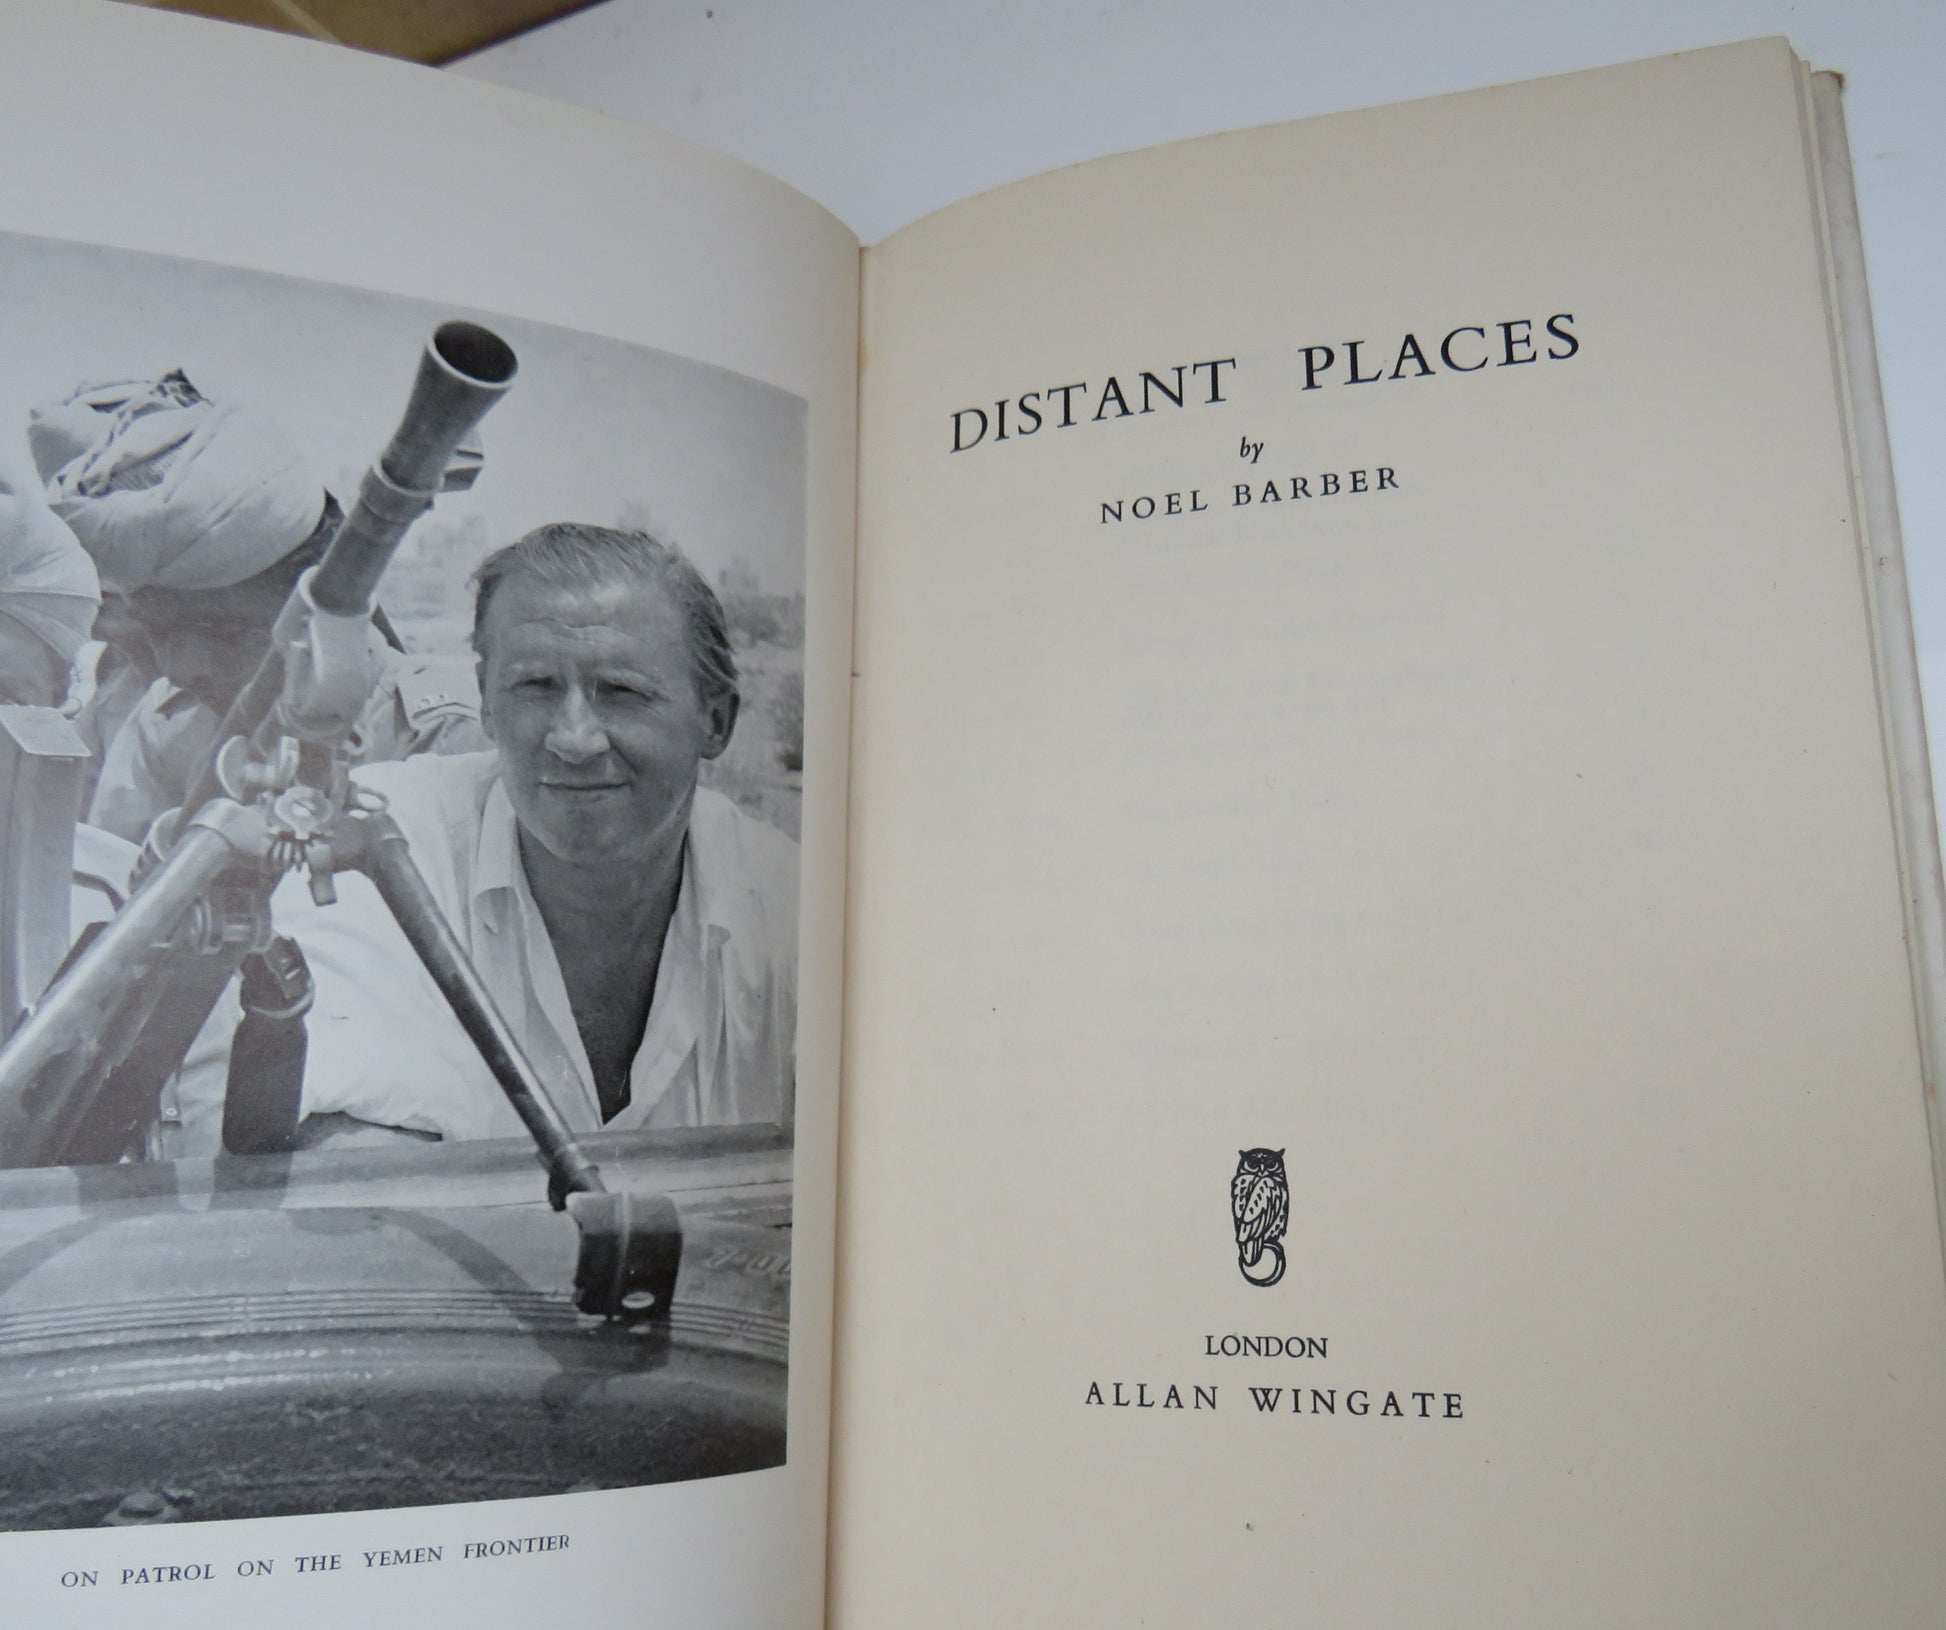 ON PATROL ON THE YEMEN FRONTIER
DISTANT PLACES
by
NOEL BARBER
LONDON
ALLAN WINGATE